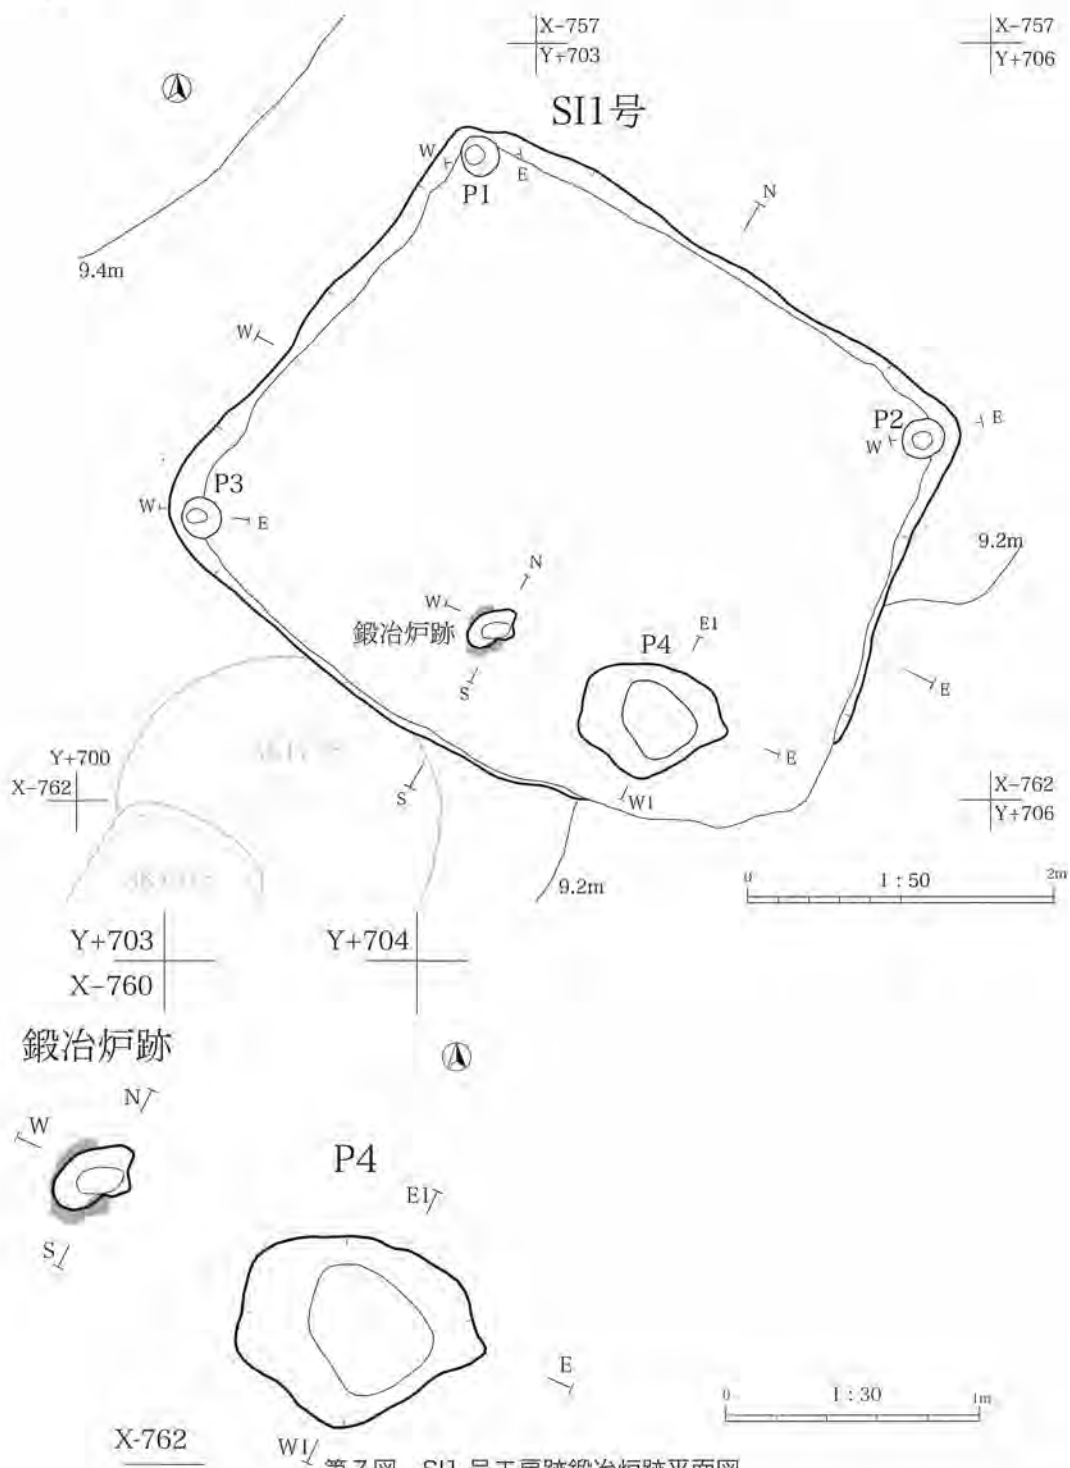 X-757
Y+703
X-757
Y+706
SI1号
W
E
P1
N
9.4m
W
P2
W
E
P3
W
E
9.2m
N
W
鍛冶炉跡
S
E1
P4
E
E
W1
S
Y+700
X-762
X-762
Y+706
9.2m
0
1:50
2m
Y+703
X-760
Y+704
鍛冶炉跡
N
W
S
P4
E1
E
W1
0
1:30
1m
X-762